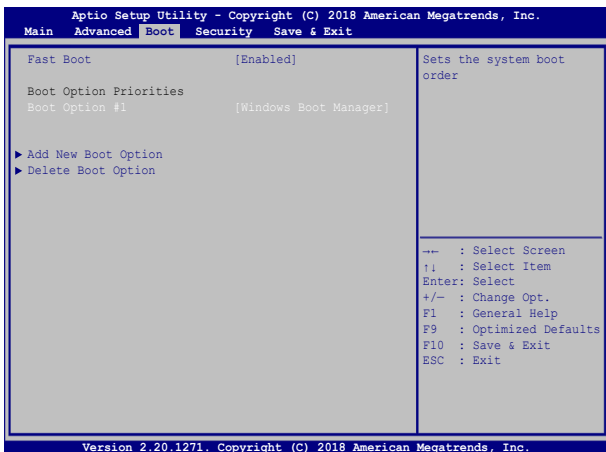 Aptio Setup Utility - Copyright (C) 2018 American Megatrends, Inc.
Main Advanced Boot Security Save & Exit
Fast Boot [Enabled]
Boot Option Priorities
Boot Option #1 [Windows Boot Manager]
▶ Add New Boot Option
▶ Delete Boot Option
Sets the system boot
order
→← : Select Screen
↑↓ : Select Item
Enter: Select
+/— : Change Opt.
F1 : General Help
F9 : Optimized Defaults
F10 : Save & Exit
ESC : Exit
Version 2.20.1271. Copyright (C) 2018 American Megatrends, Inc.